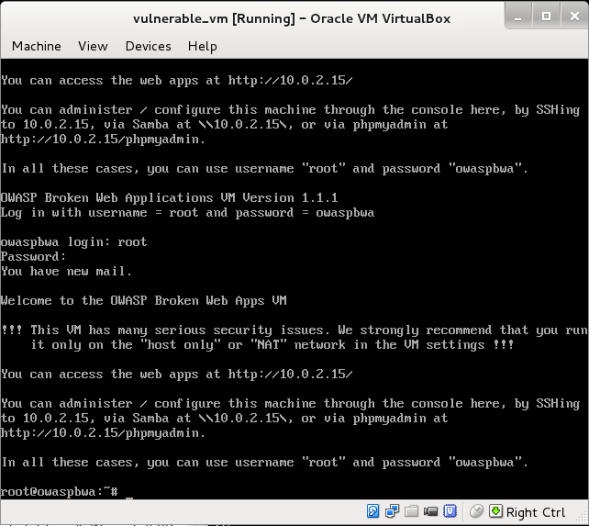 vulnerable_vm [Running] - Oracle VM VirtualBox
Machine View Devices Help
You can access the web apps at http://10.0.2.15/
You can administer / configure this machine through the console here, by SSHing
to 10.0.2.15, via Samba at \\10.0.2.15\, or via phpmyadmin at
http://10.0.2.15/phpmyadmin.
In all these cases, you can use username "root" and password "owaspbwa".
OWASP Broken Web Applications VM Version 1.1.1
Log in with username = root and password = owaspbwa
owaspbwa login: root
Password:
You have new mail.
Welcome to the OWASP Broken Web Apps VM
!!! This VM has many serious security issues. We strongly recommend that you run
it only on the "host only" or "NAT" network in the VM settings !!!
You can access the web apps at http://10.0.2.15/
You can administer / configure this machine through the console here, by SSHing
to 10.0.2.15, via Samba at \\10.0.2.15\, or via phpmyadmin at
http://10.0.2.15/phpmyadmin.
In all these cases, you can use username "root" and password "owaspbwa".
root@owaspbwa:~# _
Right Ctrl